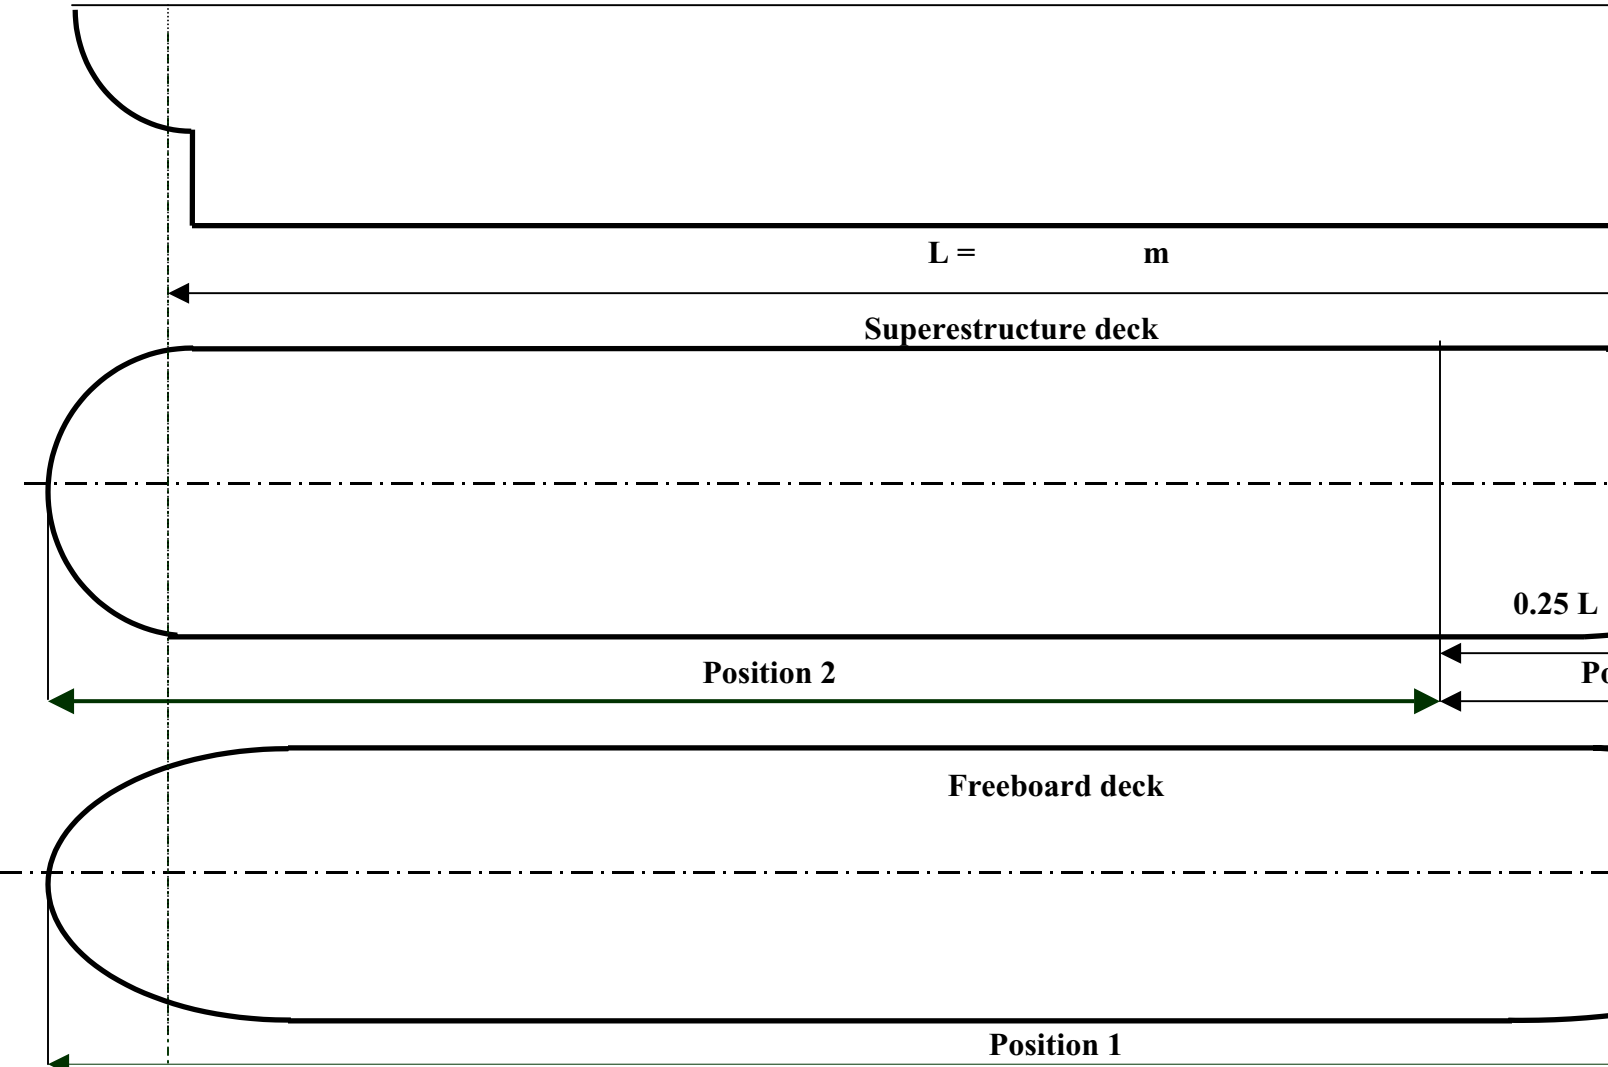 L = m
Superestructure deck
0.25 L
Position 2
Freeboard deck
Position 1